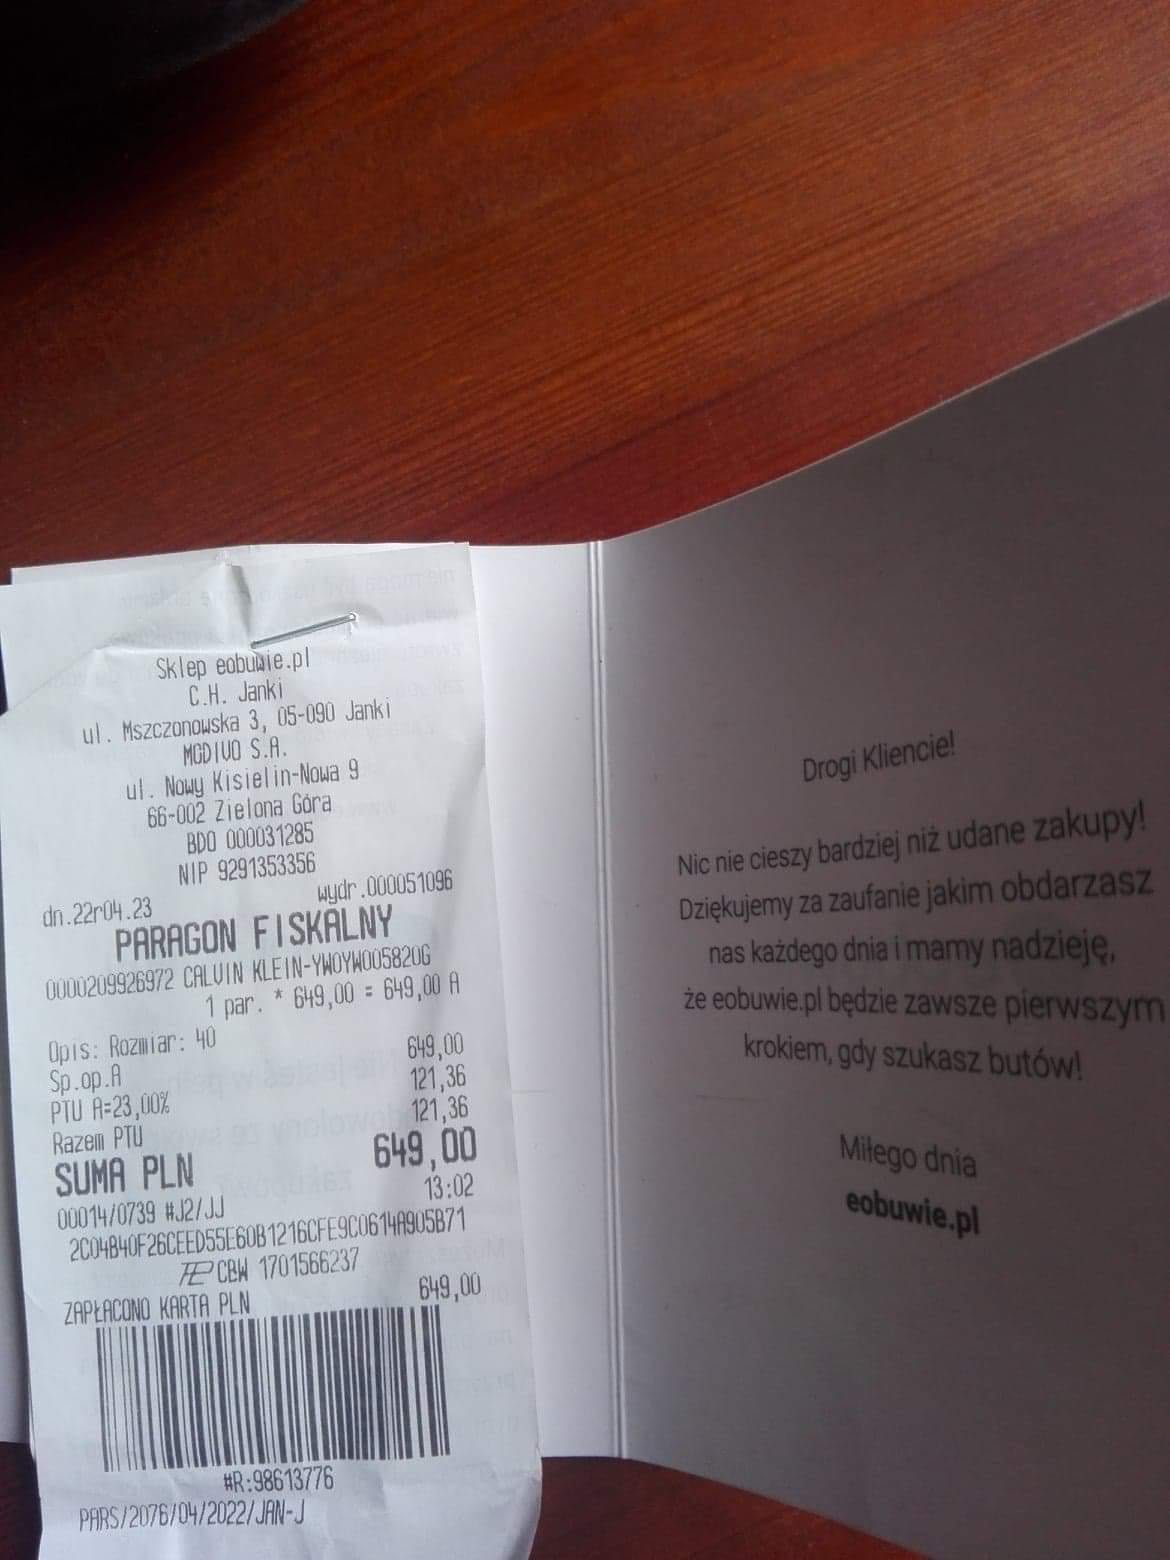 Sklep eobuwie.pl
C.H. Janki
ul. Mszczonowska 3, 05-090 Janki
MODIVO S.A.
ul. Nowy Kisielin-Nowa 9
66-002 Zielona Góra
BDO 000031285
NIP 9291353356
dn.22r04.23 wydr.000051096
PARAGON FISKALNY
0000209926972 CALVIN KLEIN-YW0YW005820G
1 par. * 649,00 = 649,00 A
Opis: Rozmiar: 40
Sp.op.A 649,00
PTU A=23,00% 121,36
Razem PTU 121,36
SUMA PLN 649,00
00014/0739 #J2/JJ 13:02
2C04B40F26CEED55E60B1216CFE9C0614A905B71
CBW 1701566237
ZAPŁACONO KARTA PLN 649,00
#R:98613776
PARS/2076/04/2022/JAN-J
Drogi Kliencie!
Nic nie cieszy bardziej niż udane zakupy!
Dziękujemy za zaufanie jakim obdarzasz
nas każdego dnia i mamy nadzieję,
że eobuwie.pl będzie zawsze pierwszym
krokiem, gdy szukasz butów!
Miłego dnia
eobuwie.pl